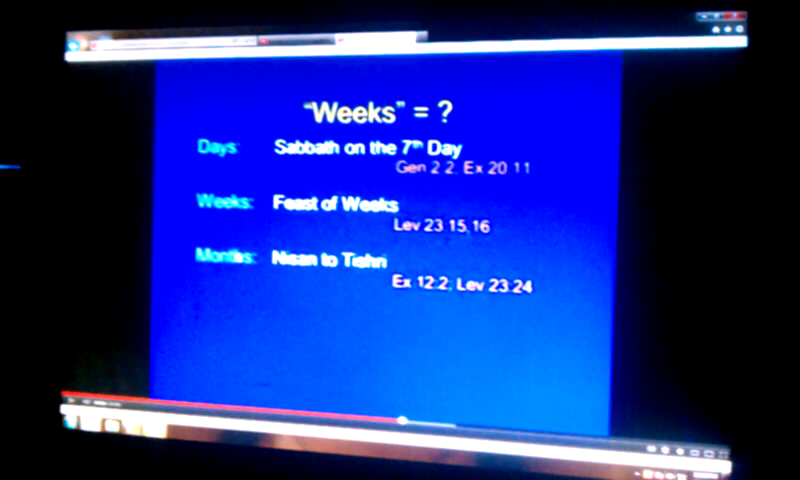 "Weeks" = ?
Days: Sabbath on the 7th Day
Gen 2:2, Ex 20:11
Weeks: Feast of Weeks
Lev 23:15,16
Months: Nisan to Tishri
Ex 12:2, Lev 23:24